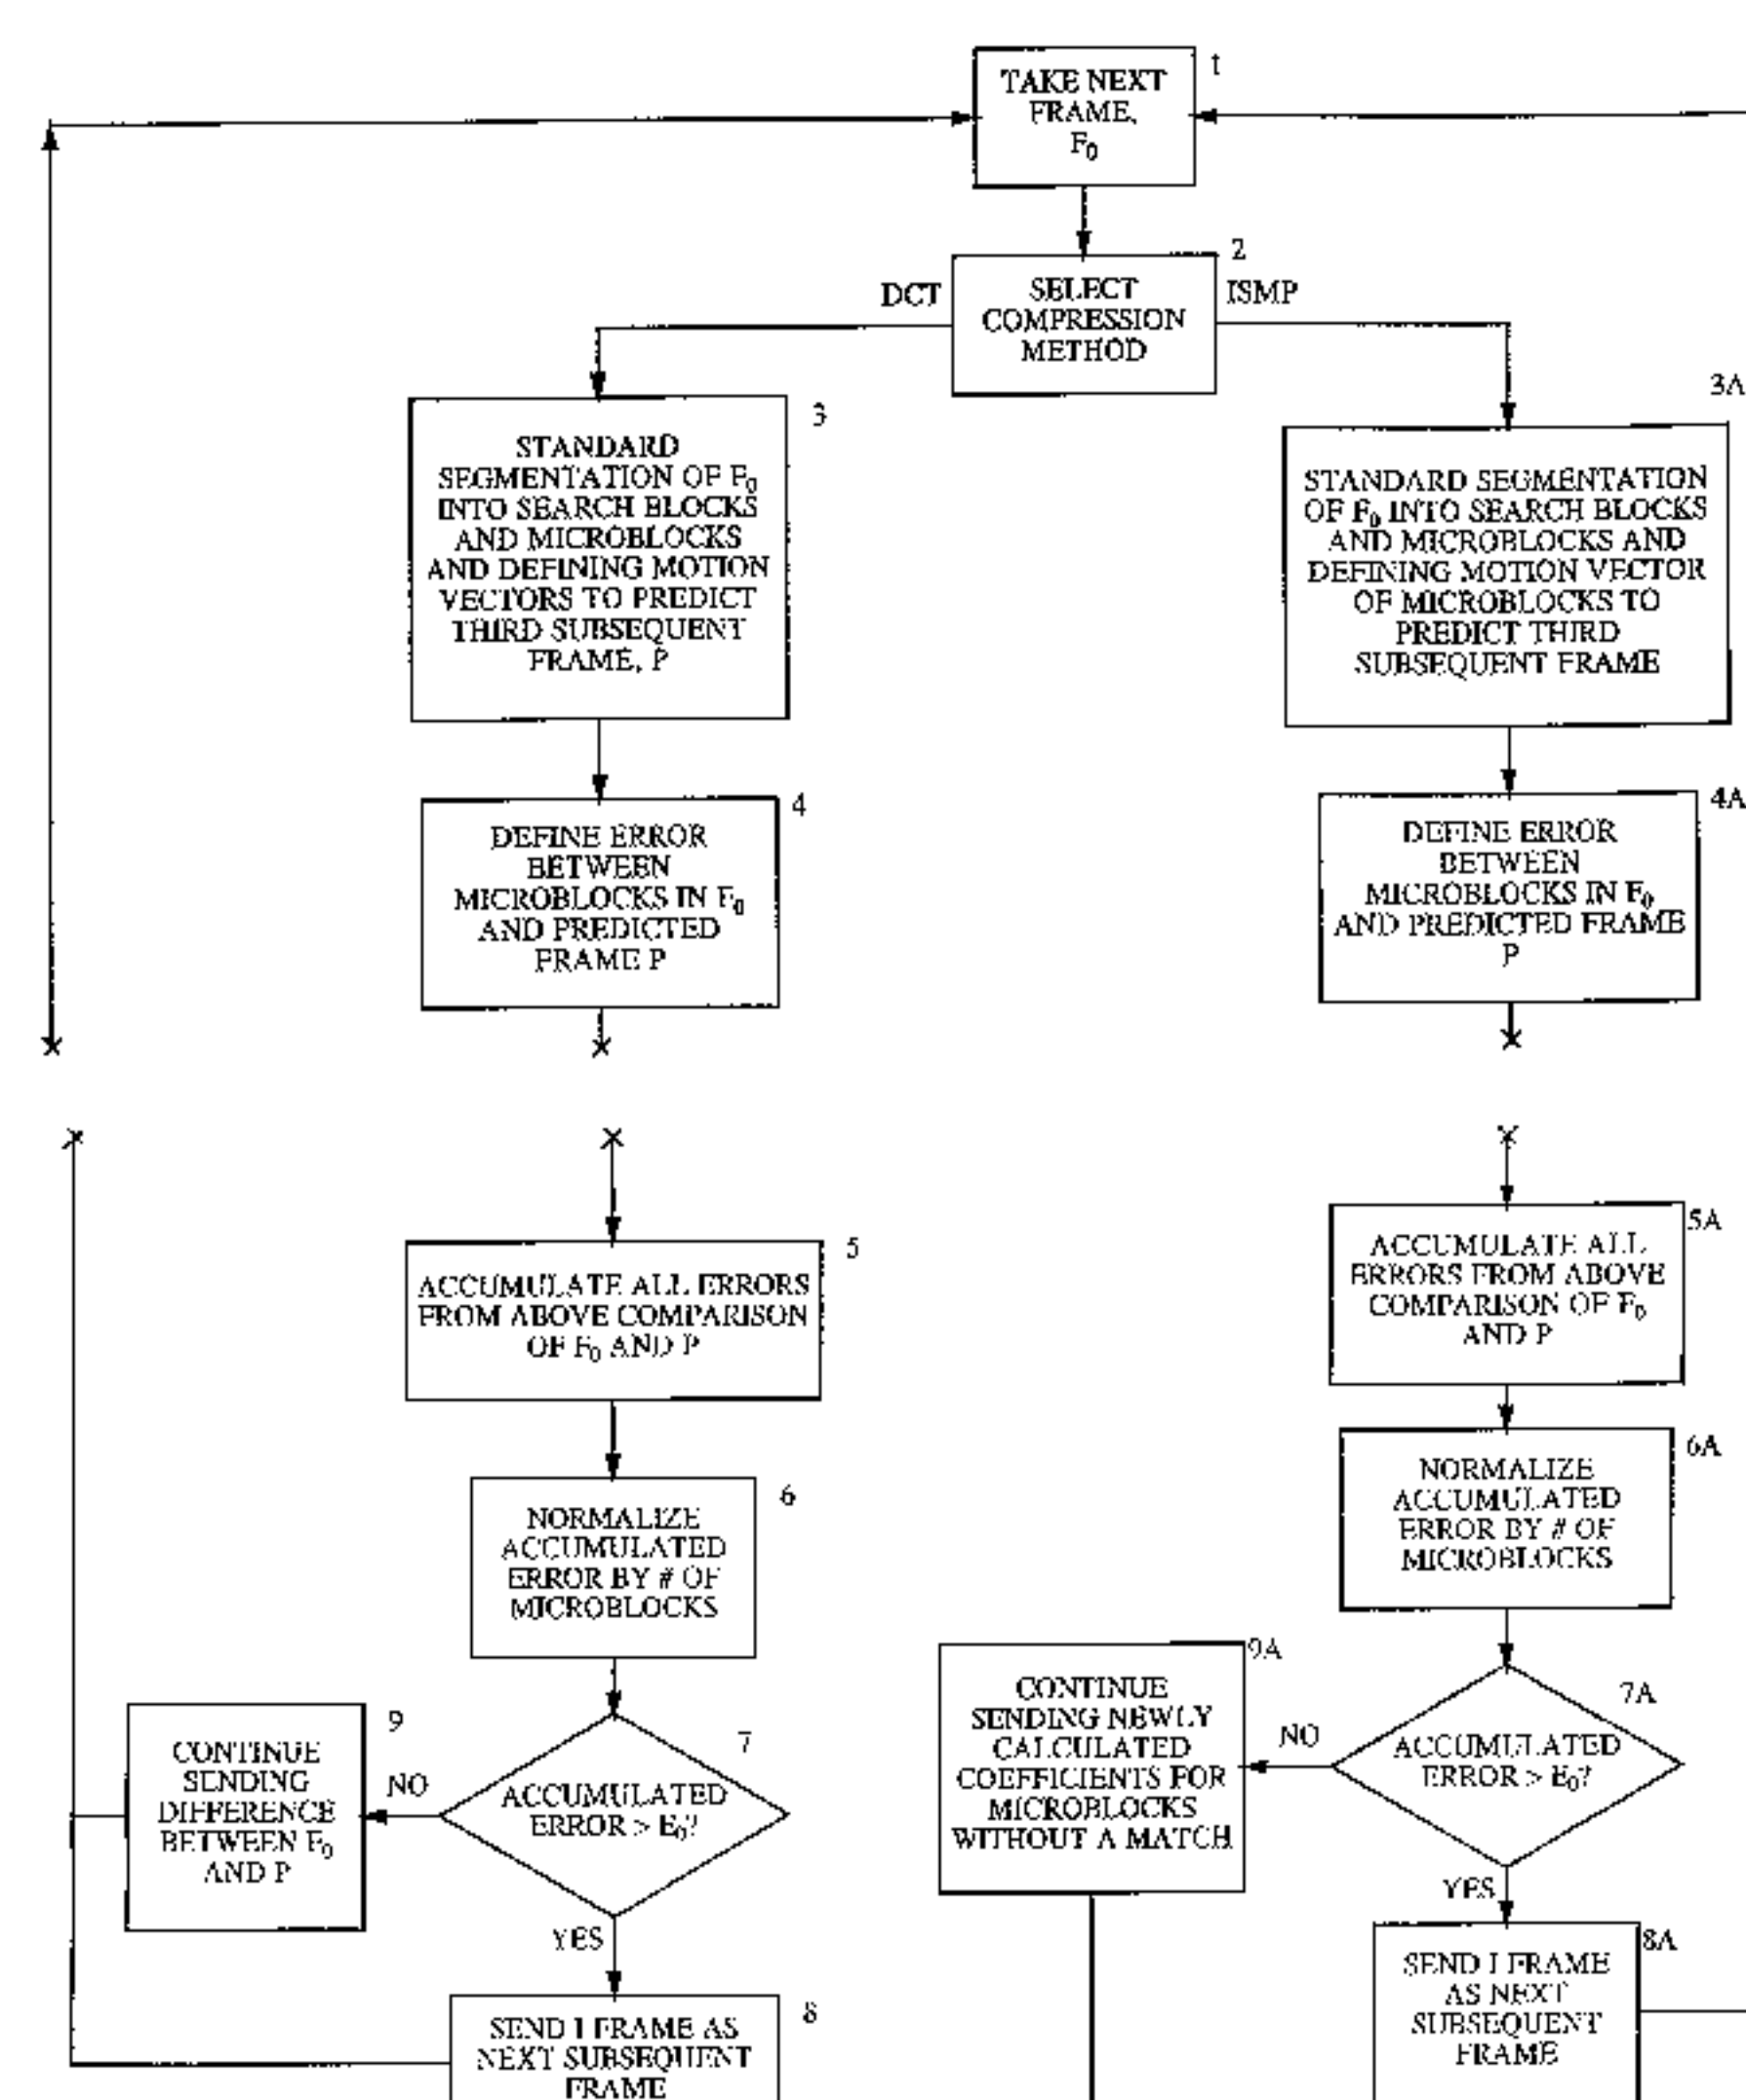 1
TAKE NEXT
FRAME,
F0
2
DCT
SELECT
COMPRESSION
METHOD
ISMP
3
STANDARD
SEGMENTATION OF F0
INTO SEARCH BLOCKS
AND MICROBLOCKS
AND DEFINING MOTION
VECTORS TO PREDICT
THIRD SUBSEQUENT
FRAME, P
3A
STANDARD SEGMENTATION
OF F0 INTO SEARCH BLOCKS
AND MICROBLOCKS AND
DEFINING MOTION VECTOR
OF MICROBLOCKS TO
PREDICT THIRD
SUBSEQUENT FRAME
4
DEFINE ERROR
BETWEEN
MICROBLOCKS IN F0
AND PREDICTED
FRAME P
4A
DEFINE ERROR
BETWEEN
MICROBLOCKS IN F0
AND PREDICTED FRAME
P
5
ACCUMULATE ALL ERRORS
FROM ABOVE COMPARISON
OF F0 AND P
5A
ACCUMULATE ALL
ERRORS FROM ABOVE
COMPARISON OF F0
AND P
6
NORMALIZE
ACCUMULATED
ERROR BY # OF
MICROBLOCKS
6A
NORMALIZE
ACCUMULATED
ERROR BY # OF
MICROBLOCKS
9
CONTINUE
SENDING
DIFFERENCE
BETWEEN F0
AND P
NO
7
ACCUMULATED
ERROR > E0?
YES
9A
CONTINUE
SENDING NEWLY
CALCULATED
COEFFICIENTS FOR
MICROBLOCKS
WITHOUT A MATCH
NO
7A
ACCUMULATED
ERROR > E0?
YES
8
SEND I FRAME AS
NEXT SUBSEQUENT
FRAME
8A
SEND I FRAME
AS NEXT
SUBSEQUENT
FRAME